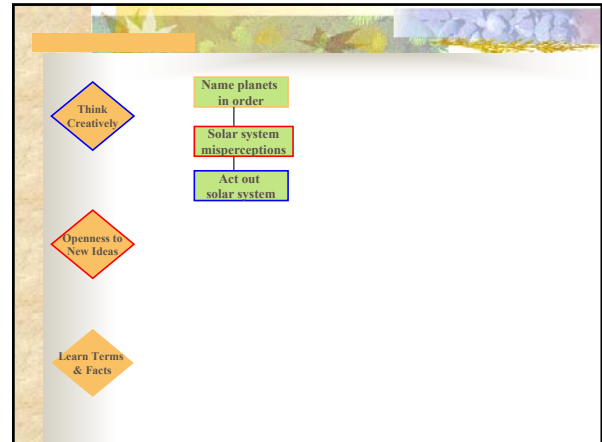 Think
Creatively
Name planets
in order
Solar system
misperceptions
Act out
solar system
Openness to
New Ideas
Learn Terms
& Facts